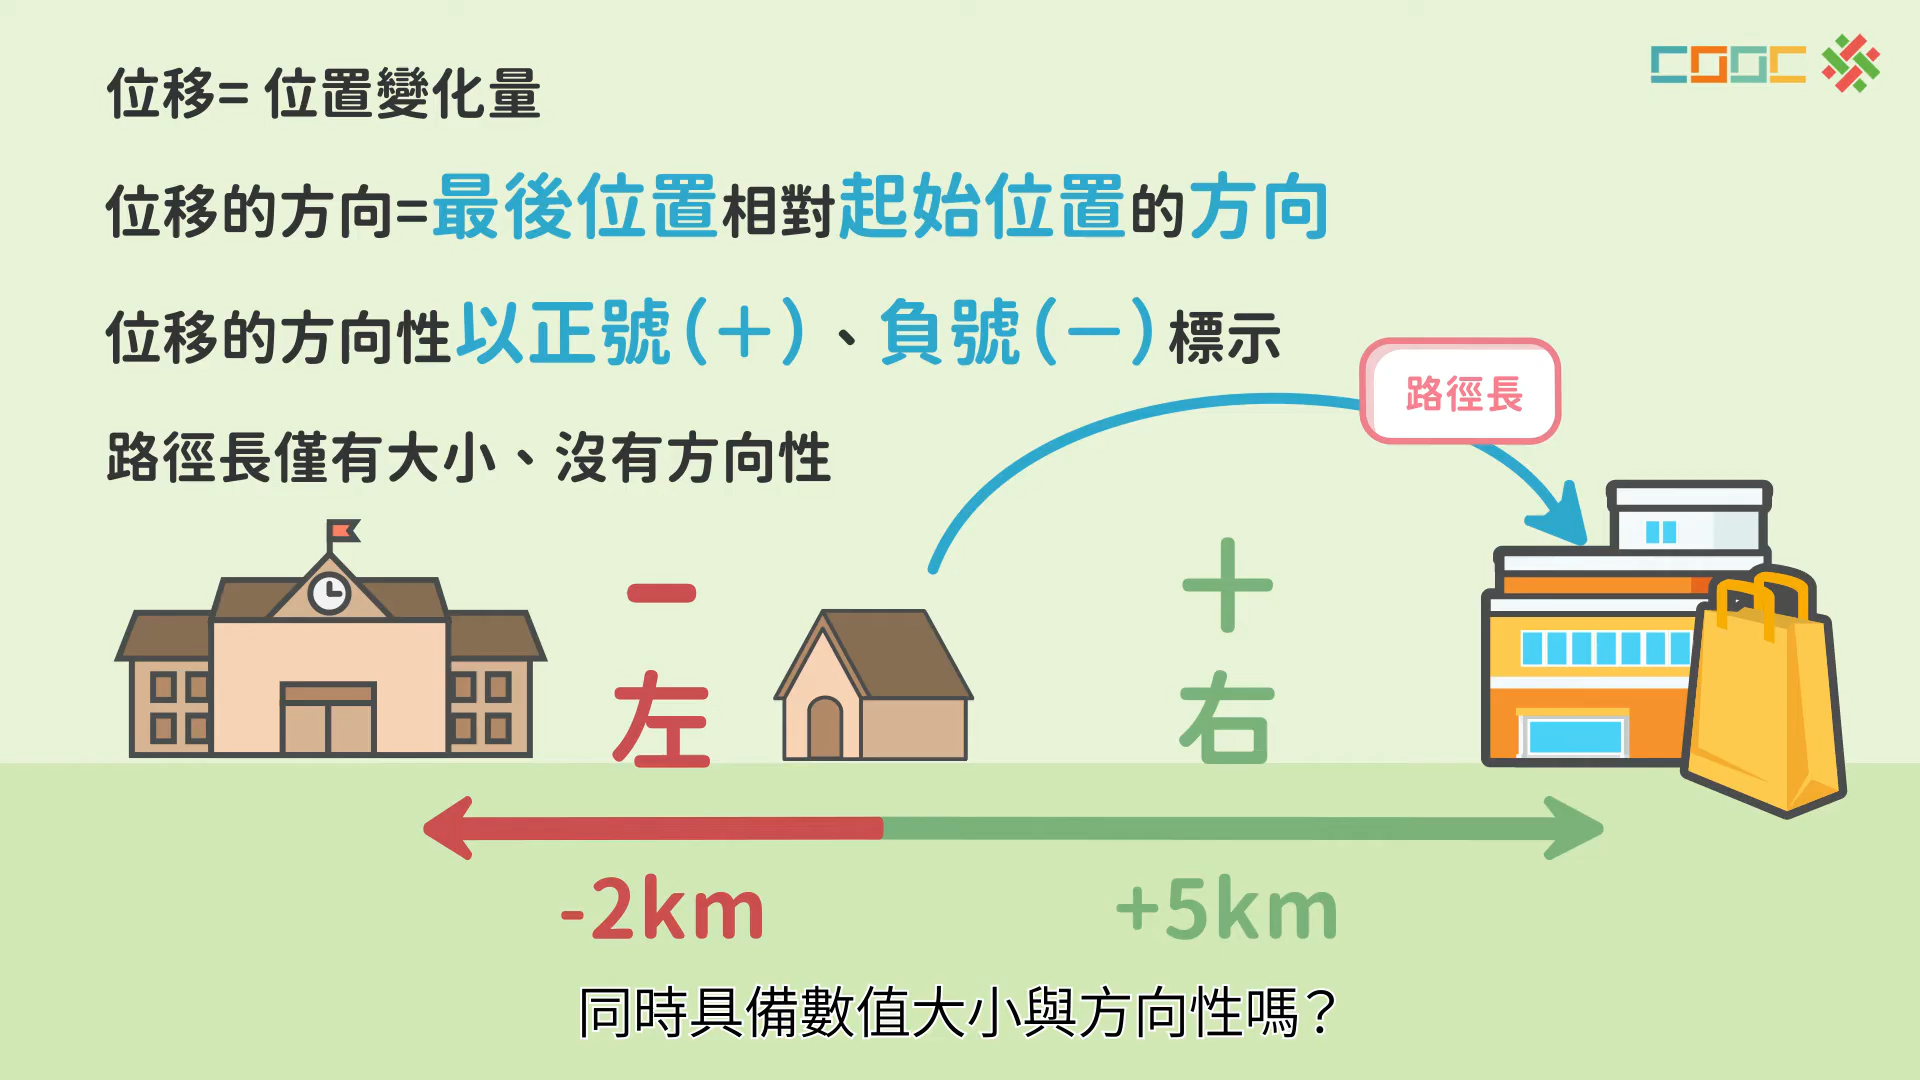 位移= 位置變化量
COOC
位移的方向=最後位置相對起始位置的方向
位移的方向性以正號(+)、負號(−)標示
路徑長
路徑長僅有大小、沒有方向性
− +
左 右
-2km +5km
同時具備數值大小與方向性嗎？